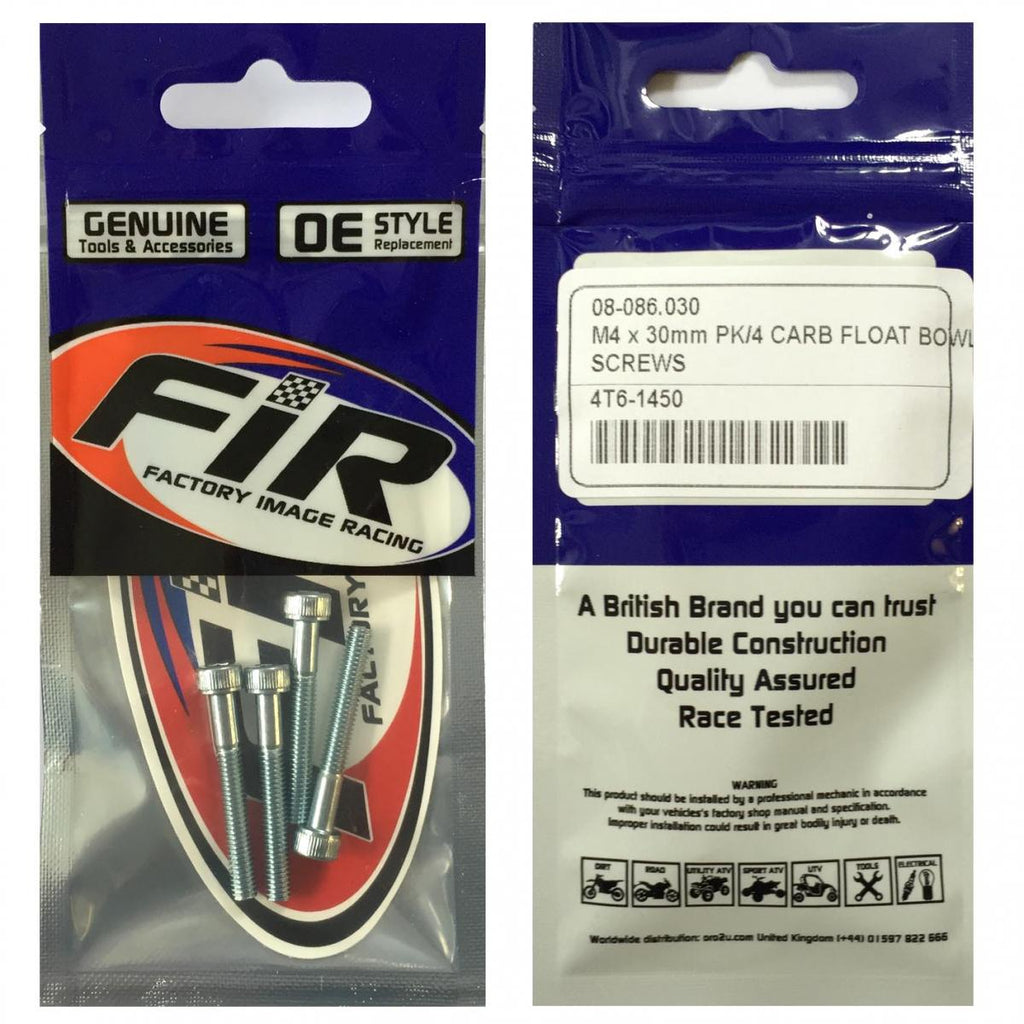 GENUINE
Tools & Accessories
OE STYLE
Replacement
FiR
FACTORY IMAGE RACING
FACTORY
08-086.030
M4 x 30mm PK/4 CARB FLOAT BOWL
SCREWS
4T6-1450
A British Brand you can trust
Durable Construction
Quality Assured
Race Tested
WARNING
This product should be installed by a professional mechanic in accordance
with your vehicles's factory shop manual and specification.
Improper installation could result in great bodily injury or death.
DIRT ROAD UTILITY ATV SPORT ATV UTV TOOLS ELECTRICAL
Worldwide distribution: oro2u.com United Kingdom (+44) 01597 822 666